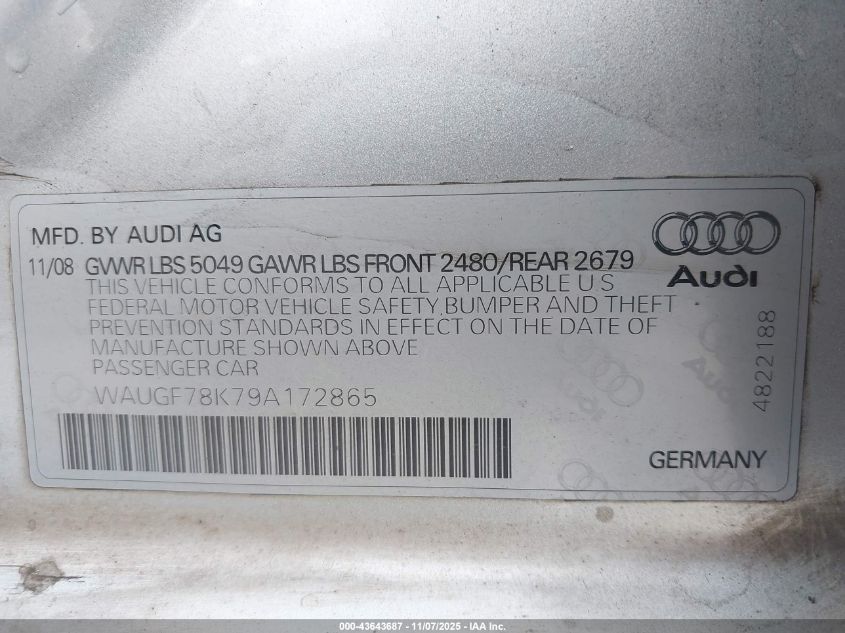 MFD. BY AUDI AG
11/08 GVWR LBS 5049 GAWR LBS FRONT 2480/REAR 2679
THIS VEHICLE CONFORMS TO ALL APPLICABLE U S
FEDERAL MOTOR VEHICLE SAFETY,BUMPER AND THEFT
PREVENTION STANDARDS IN EFFECT ON THE DATE OF
MANUFACTURE SHOWN ABOVE
PASSENGER CAR
WAUGF78K79A172865
Audi
4822188
Audi
GERMANY
000-43643687 - 11/07/2025 - IAA Inc.